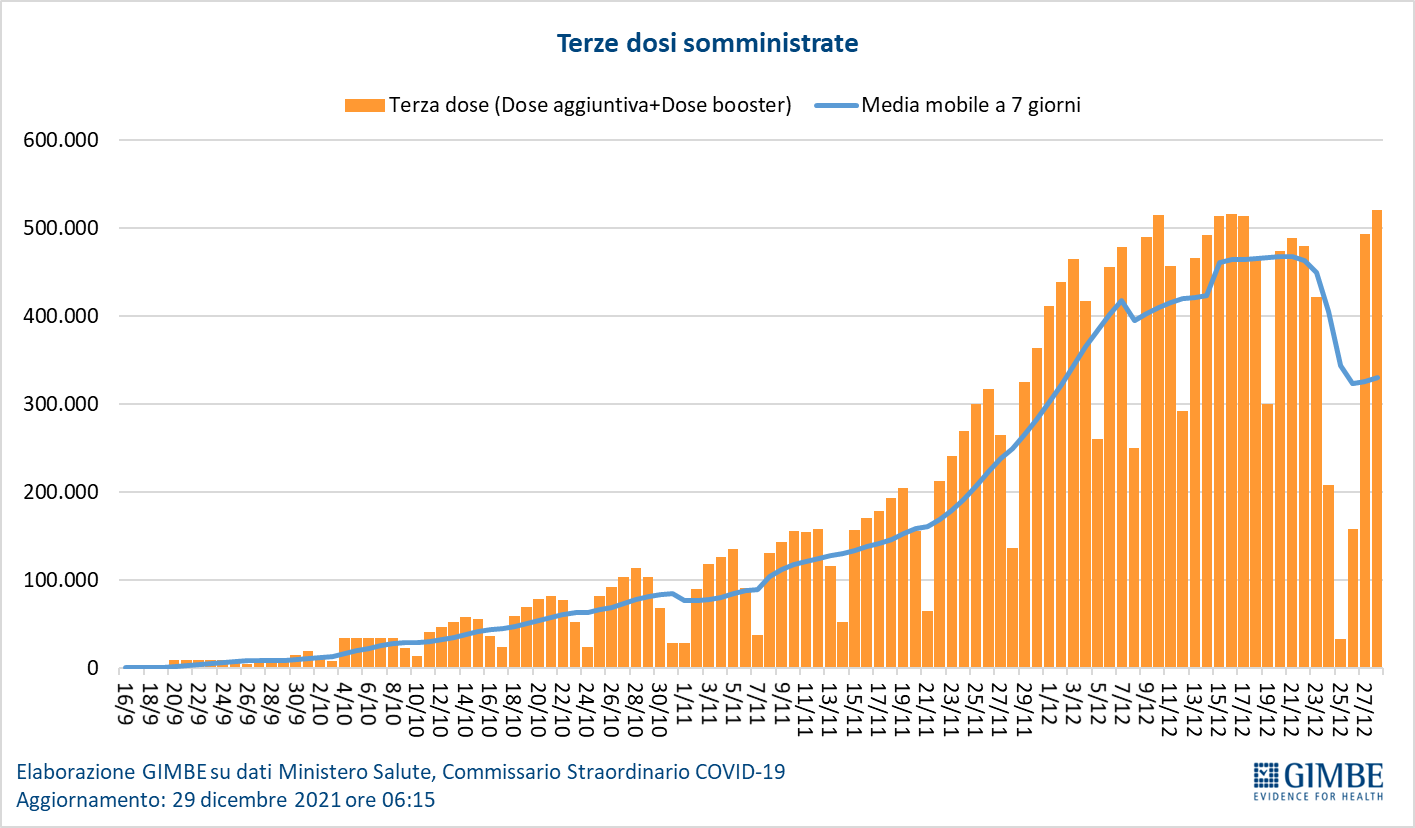 Terze dosi somministrate
Terza dose (Dose aggiuntiva+Dose booster) Media mobile a 7 giorni
600.000
500.000
400.000
300.000
200.000
100.000
0
16/9 18/9 20/9 22/9 24/9 26/9 28/9 30/9 2/10 4/10 6/10 8/10 10/10 12/10 14/10 16/10 18/10 20/10 22/10 24/10 26/10 28/10 30/10 1/11 3/11 5/11 7/11 9/11 11/11 13/11 15/11 17/11 19/11 21/11 23/11 25/11 27/11 29/11 1/12 3/12 5/12 7/12 9/12 11/12 13/12 15/12 17/12 19/12 21/12 23/12 25/12 27/12
Elaborazione GIMBE su dati Ministero Salute, Commissario Straordinario COVID-19
Aggiornamento: 29 dicembre 2021 ore 06:15
GIMBE
EVIDENCE FOR HEALTH